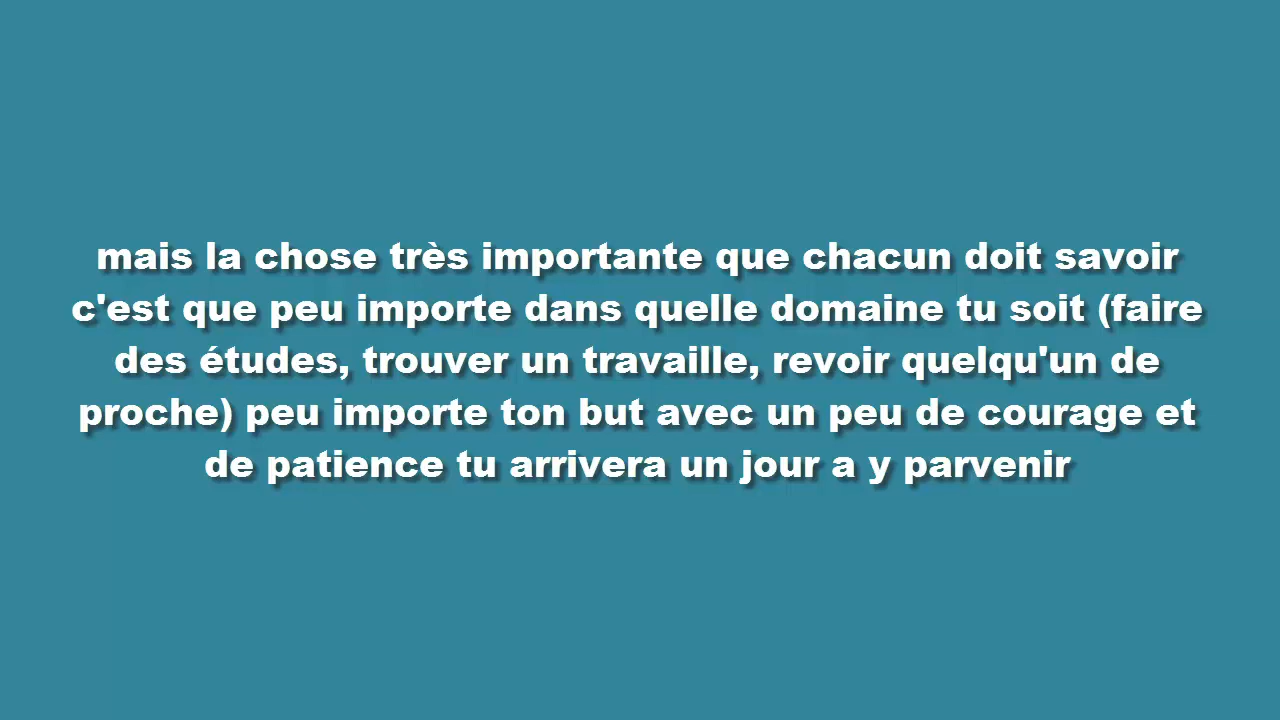 mais la chose très importante que chacun doit savoir
c'est que peu importe dans quelle domaine tu soit (faire
des études, trouver un travaille, revoir quelqu'un de
proche) peu importe ton but avec un peu de courage et
de patience tu arrivera un jour a y parvenir